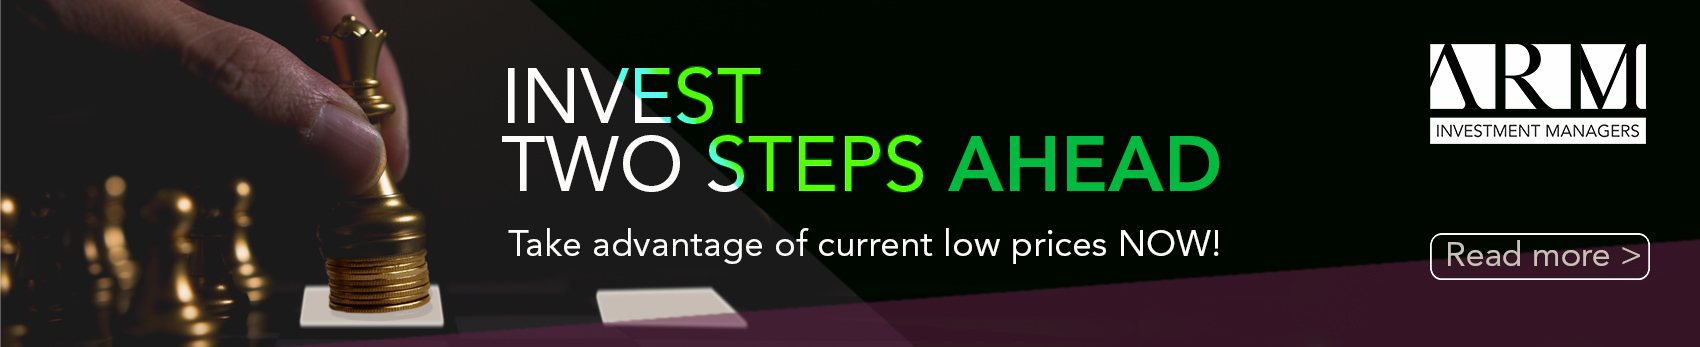 INVEST
TWO STEPS AHEAD
Take advantage of current low prices NOW!
ARM
INVESTMENT MANAGERS
Read more >